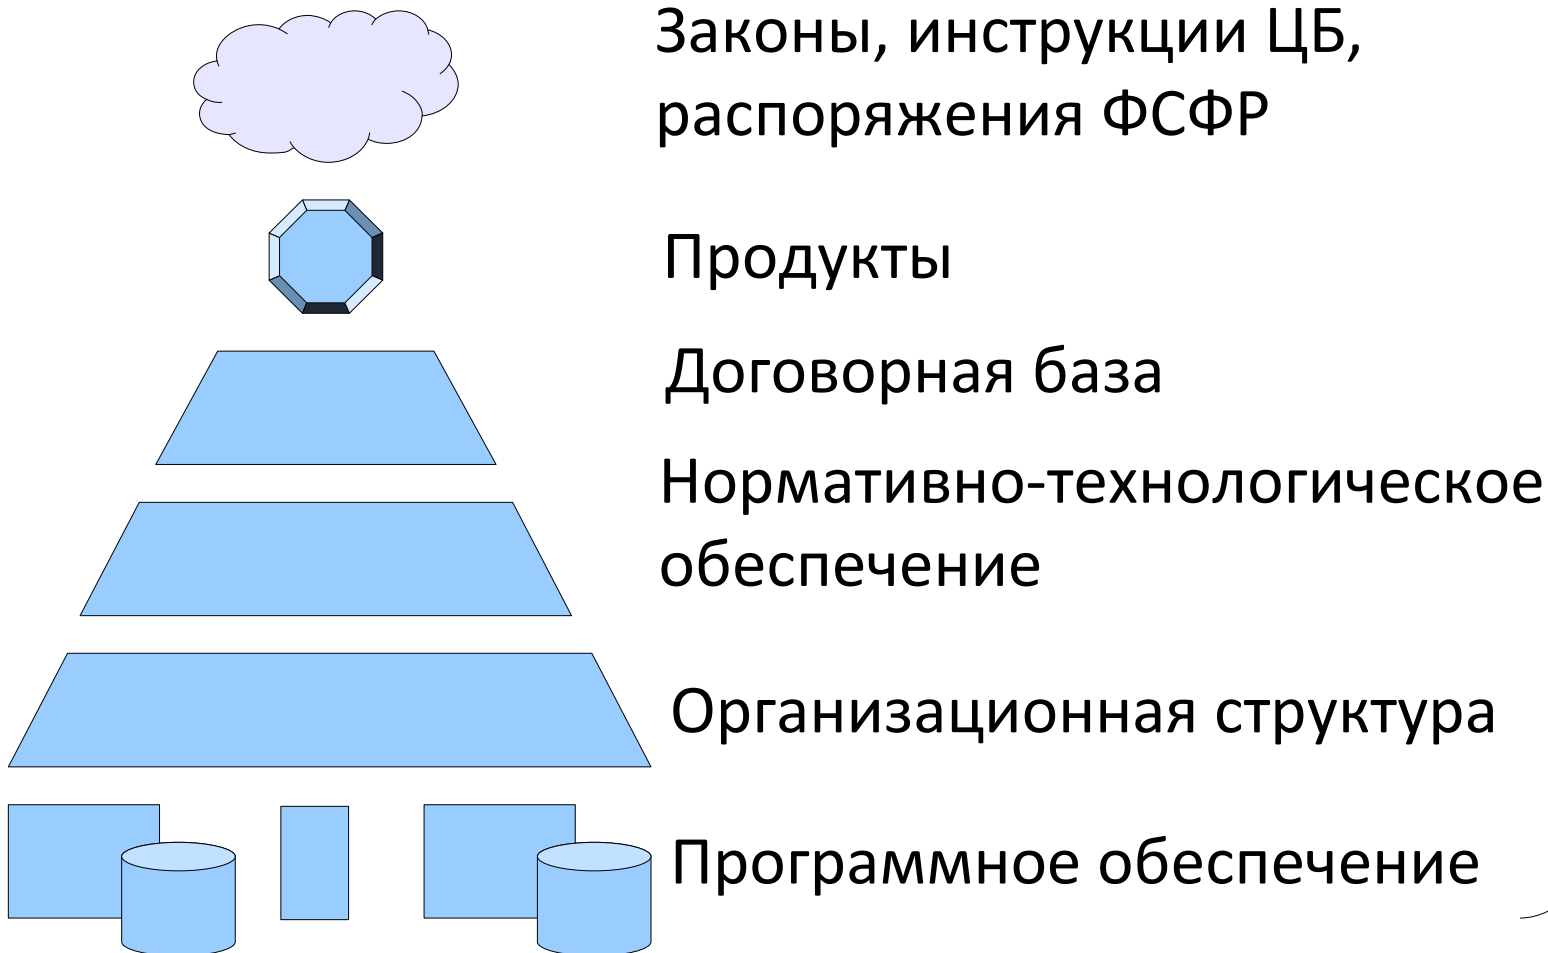 Законы, инструкции ЦБ,
распоряжения ФСФР
Продукты
Договорная база
Нормативно-технологическое
обеспечение
Организационная структура
Программное обеспечение